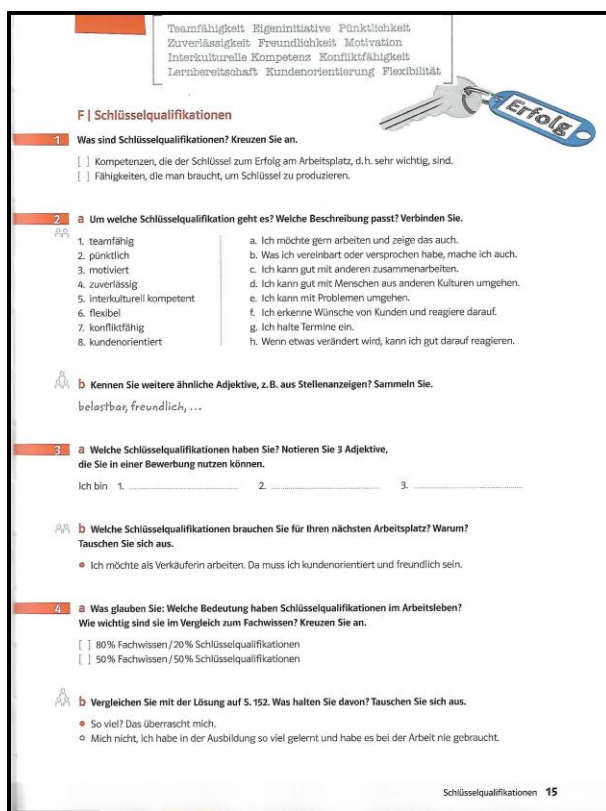 Teamfähigkeit Eigeninitiative Pünktlichkeit
Zuverlässigkeit Freundlichkeit Motivation
Interkulturelle Kompetenz Konfliktfähigkeit
Lernbereitschaft Kundenorientierung Flexibilität
Erfolg
F | Schlüsselqualifikationen
1 Was sind Schlüsselqualifikationen? Kreuzen Sie an.
[ ] Kompetenzen, die der Schlüssel zum Erfolg am Arbeitsplatz, d.h. sehr wichtig, sind.
[ ] Fähigkeiten, die man braucht, um Schlüssel zu produzieren.
2 a Um welche Schlüsselqualifikation geht es? Welche Beschreibung passt? Verbinden Sie.
1. teamfähig
2. pünktlich
3. motiviert
4. zuverlässig
5. interkulturell kompetent
6. flexibel
7. konfliktfähig
8. kundenorientiert
a. Ich möchte gern arbeiten und zeige das auch.
b. Was ich vereinbart oder versprochen habe, mache ich auch.
c. Ich kann gut mit anderen zusammenarbeiten.
d. Ich kann gut mit Menschen aus anderen Kulturen umgehen.
e. Ich kann mit Problemen umgehen.
f. Ich erkenne Wünsche von Kunden und reagiere darauf.
g. Ich halte Termine ein.
h. Wenn etwas verändert wird, kann ich gut darauf reagieren.
b Kennen Sie weitere ähnliche Adjektive, z.B. aus Stellenanzeigen? Sammeln Sie.
belastbar, freundlich, ...
3 a Welche Schlüsselqualifikationen haben Sie? Notieren Sie 3 Adjektive,
die Sie in einer Bewerbung nutzen können.
Ich bin 1. 2. 3.
b Welche Schlüsselqualifikationen brauchen Sie für Ihren nächsten Arbeitsplatz? Warum?
Tauschen Sie sich aus.
Ich möchte als Verkäuferin arbeiten. Da muss ich kundenorientiert und freundlich sein.
4 a Was glauben Sie: Welche Bedeutung haben Schlüsselqualifikationen im Arbeitsleben?
Wie wichtig sind sie im Vergleich zum Fachwissen? Kreuzen Sie an.
[ ] 80% Fachwissen/20% Schlüsselqualifikationen
[ ] 50% Fachwissen/50% Schlüsselqualifikationen
b Vergleichen Sie mit der Lösung auf S. 152. Was halten Sie davon? Tauschen Sie sich aus.
So viel? Das überrascht mich.
Mich nicht, ich habe in der Ausbildung so viel gelernt und habe es bei der Arbeit nie gebraucht.
Schlüsselqualifikationen 15